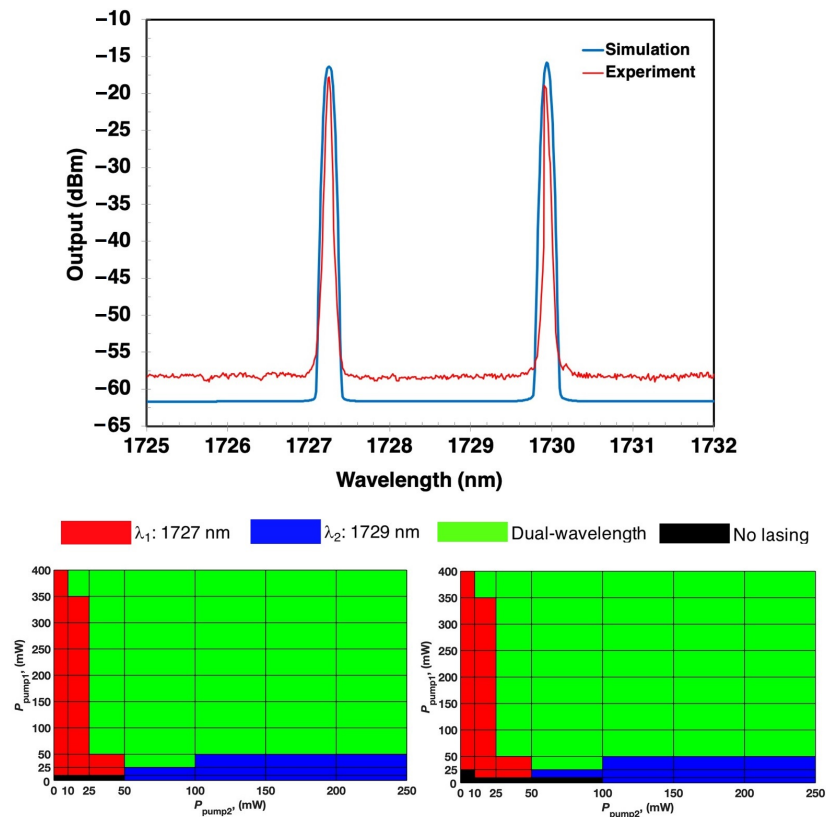 −10
−15
−20
−25
−30
−35
−40
−45
−50
−55
−60
−65
Output (dBm)
Simulation
Experiment
1725 1726 1727 1728 1729 1730 1731 1732
Wavelength (nm)
λ1: 1727 nm λ2: 1729 nm Dual-wavelength No lasing
400
350
300
250
200
150
100
50
25
0
Ppump1, (mW)
0 10 25 50 100 150 200 250
Ppump2, (mW)
400
350
300
250
200
150
100
50
25
0
Ppump1, (mW)
0 10 25 50 100 150 200 250
Ppump2, (mW)